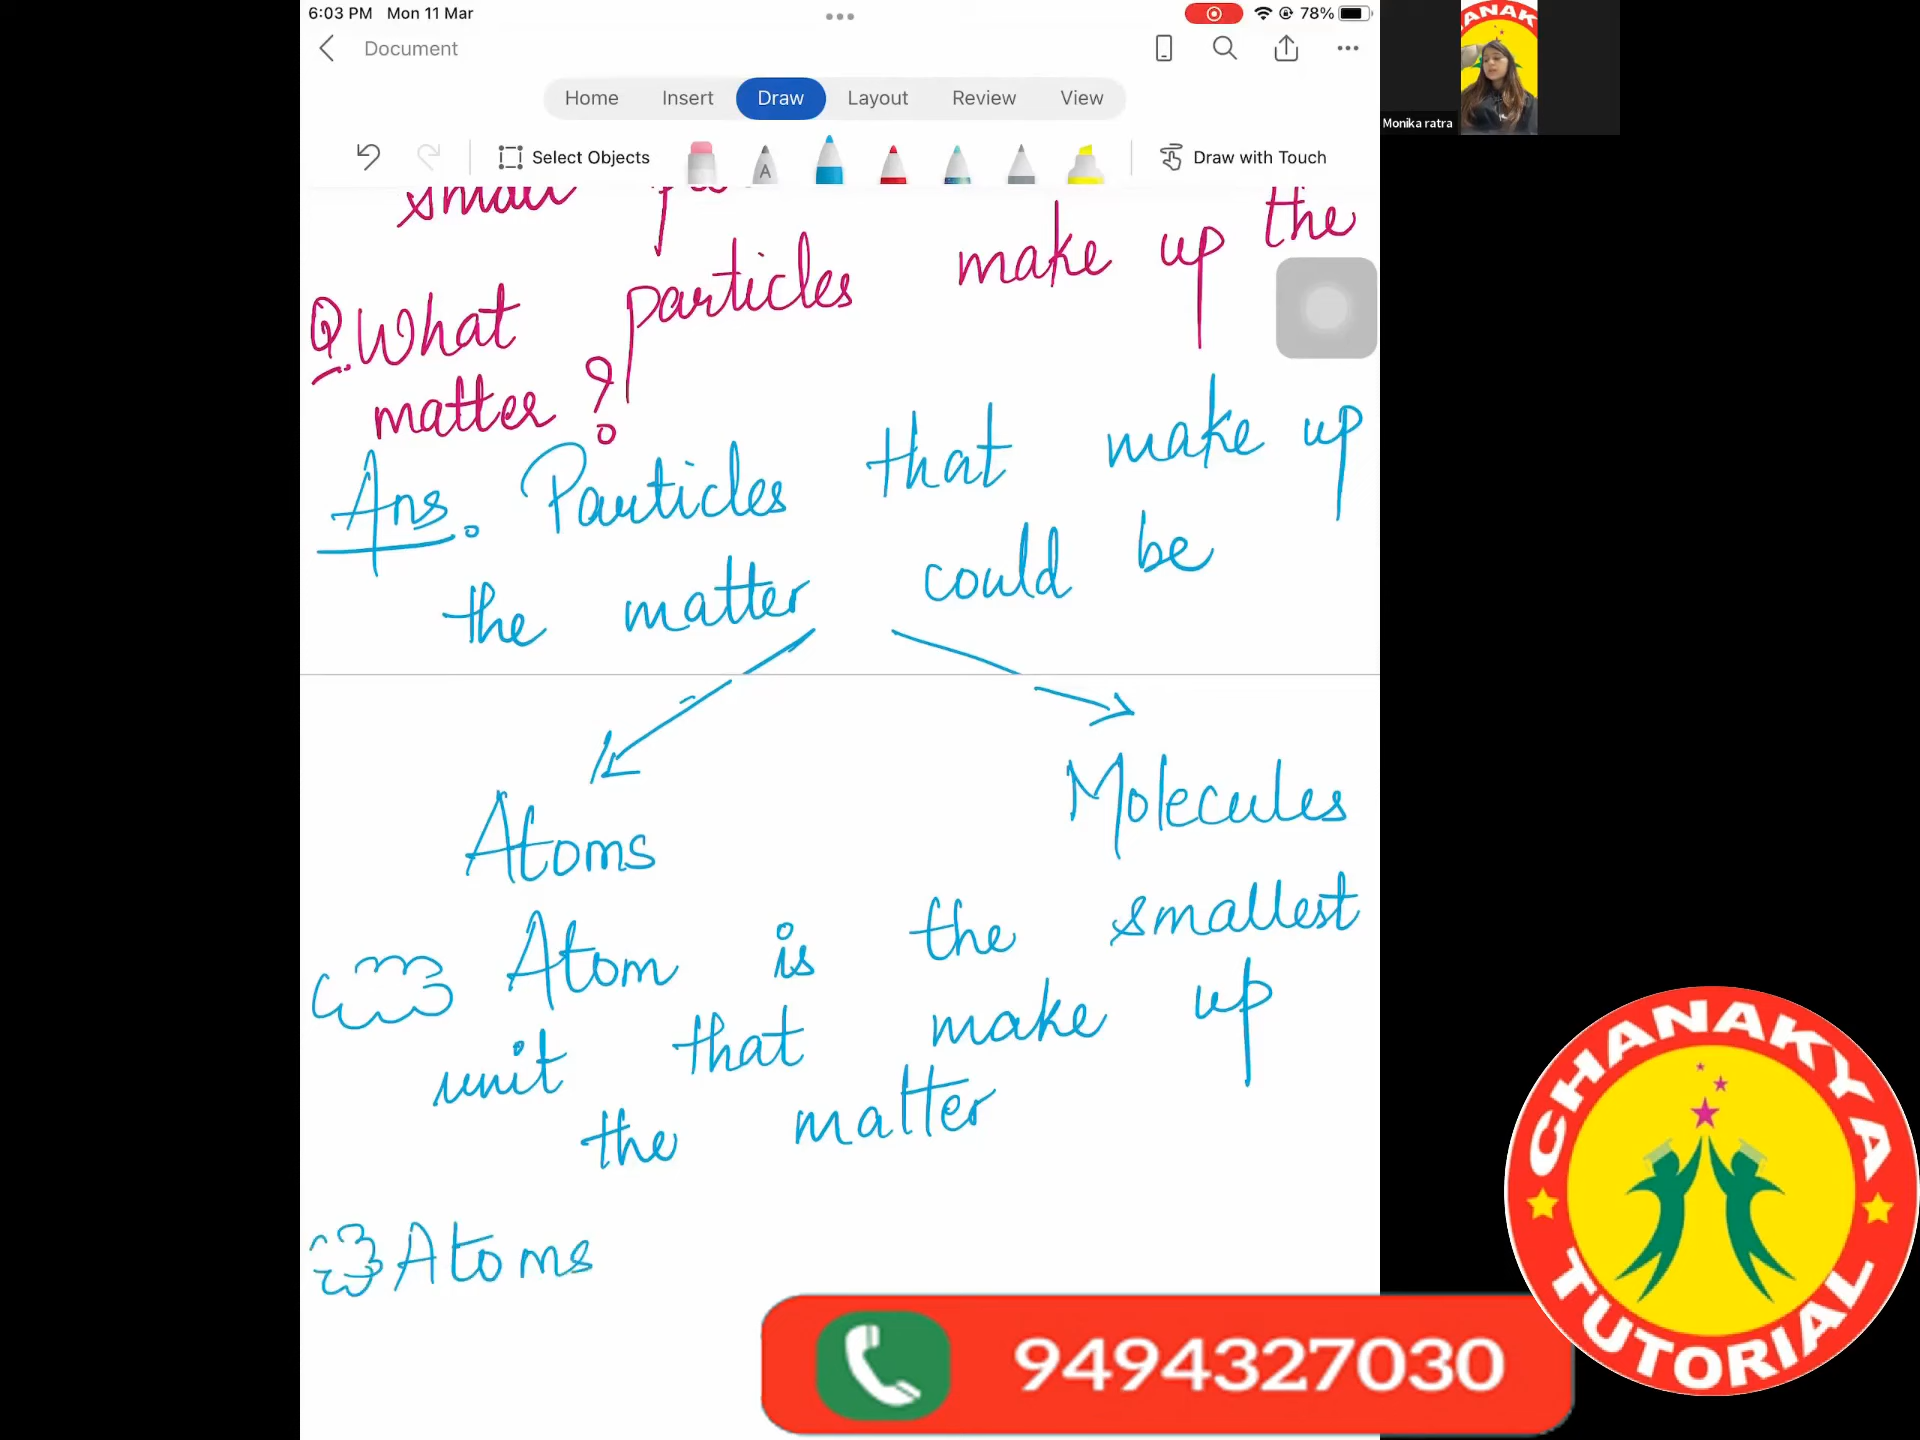 6:03 PM Mon 11 Mar
78%
Document
Home Insert Draw Layout Review View
Select Objects
A
Draw with Touch
CHANAK
Monika ratra
small
particles make up the
Q. What
matter ?
Ans. Particles that make up
the matter could be
Atoms
Molecules
Atom is the smallest
unit that make up
the matter
Atoms
CHANAKYA
TUTORIAL
9494327030